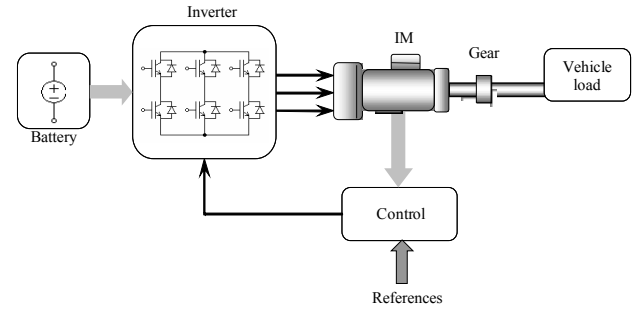 Inverter
IM
Gear
Vehicle
load
Battery
Control
References